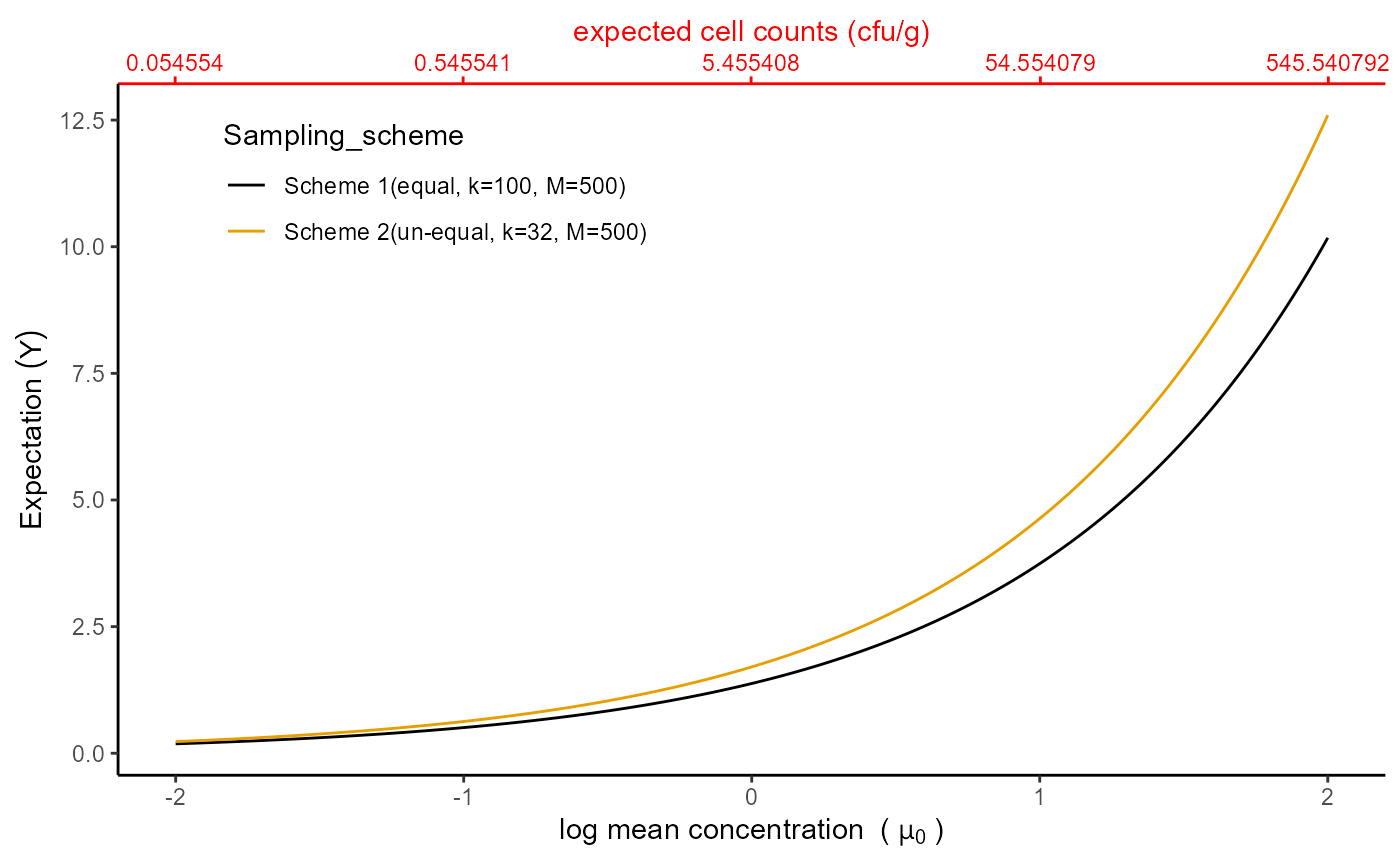 expected cell counts (cfu/g)
0.054554 0.545541 5.455408 54.554079 545.540792
Sampling_scheme
Scheme 1(equal, k=100, M=500)
Scheme 2(un-equal, k=32, M=500)
Expectation (Y)
12.5
10.0
7.5
5.0
2.5
0.0
-2 -1 0 1 2
log mean concentration ( μ₀ )